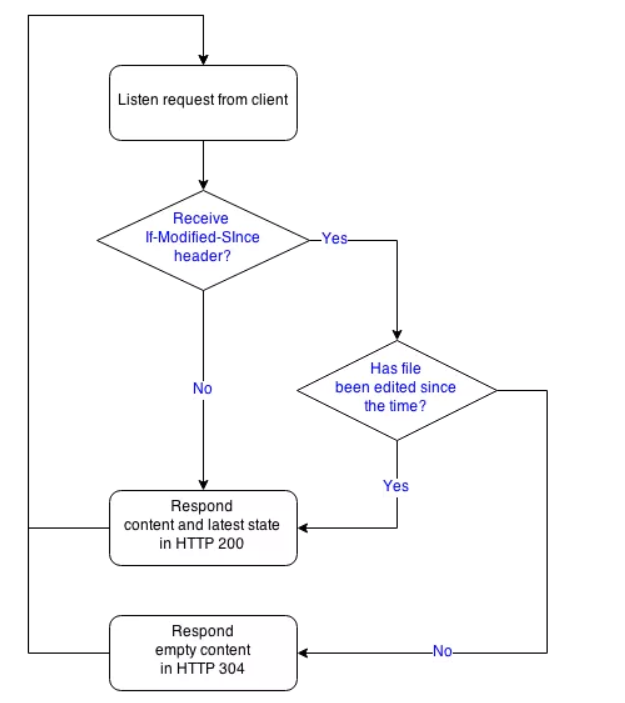 Listen request from client
Receive
If-Modified-SInce
header?
Yes
Has file
been edited since
the time?
No
Yes
Respond
content and latest state
in HTTP 200
Respond
empty content
in HTTP 304
No